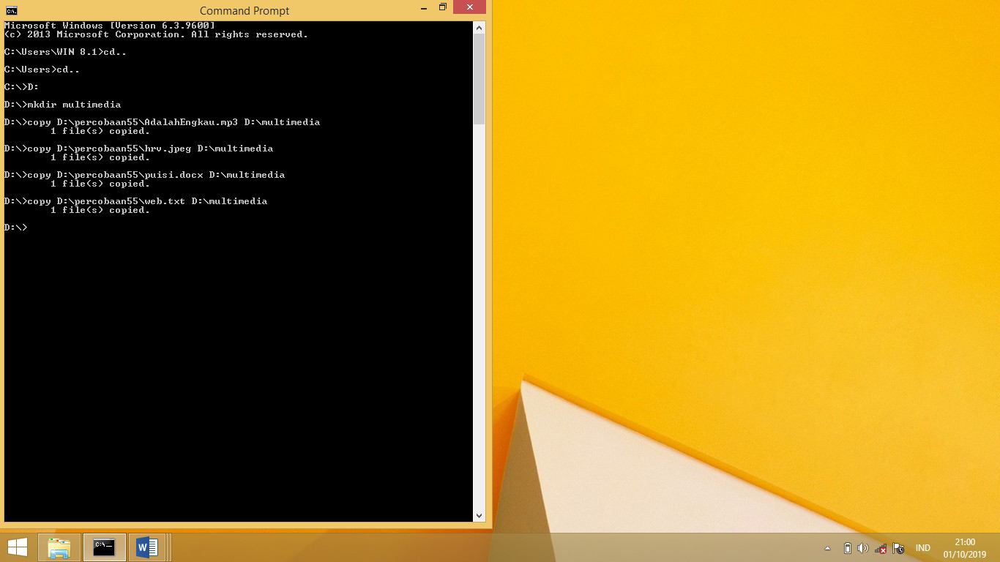 Command Prompt
Microsoft Windows [Version 6.3.9600]
(c) 2013 Microsoft Corporation. All rights reserved.
C:\Users\WIN 8.1>cd..
C:\Users>cd..
C:\>D:
D:\>mkdir multimedia
D:\>copy D:\percobaan55\AdalahEngkau.mp3 D:\multimedia
1 file(s) copied.
D:\>copy D:\percobaan55\hrv.jpeg D:\multimedia
1 file(s) copied.
D:\>copy D:\percobaan55\puisi.docx D:\multimedia
1 file(s) copied.
D:\>copy D:\percobaan55\web.txt D:\multimedia
1 file(s) copied.
D:\>
IND
21:00
01/10/2019